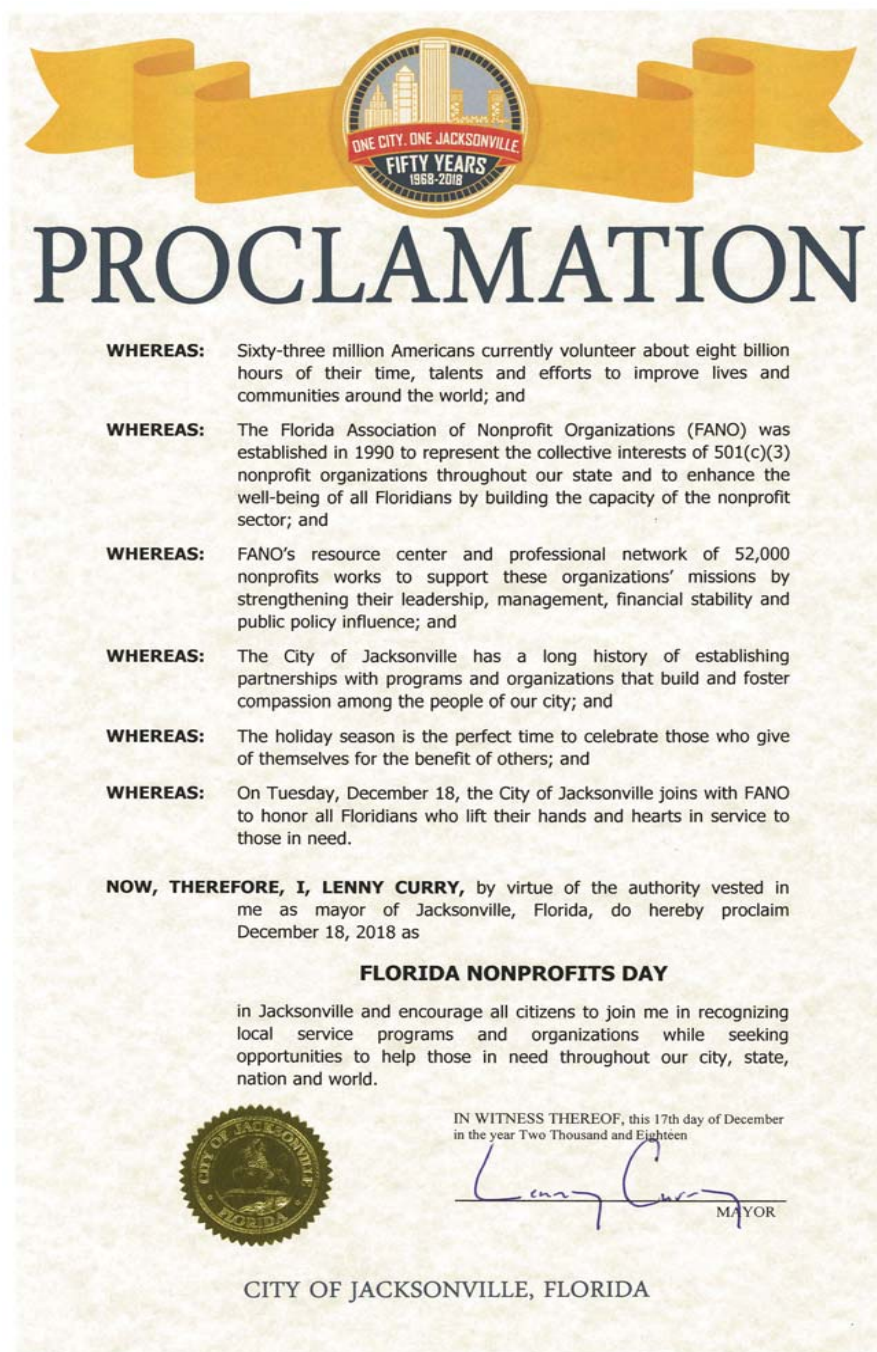 ONE CITY. ONE JACKSONVILLE.
FIFTY YEARS
1968-2018
PROCLAMATION
WHEREAS: Sixty-three million Americans currently volunteer about eight billion
hours of their time, talents and efforts to improve lives and
communities around the world; and
WHEREAS: The Florida Association of Nonprofit Organizations (FANO) was
established in 1990 to represent the collective interests of 501(c)(3)
nonprofit organizations throughout our state and to enhance the
well-being of all Floridians by building the capacity of the nonprofit
sector; and
WHEREAS: FANO’s resource center and professional network of 52,000
nonprofits works to support these organizations’ missions by
strengthening their leadership, management, financial stability and
public policy influence; and
WHEREAS: The City of Jacksonville has a long history of establishing
partnerships with programs and organizations that build and foster
compassion among the people of our city; and
WHEREAS: The holiday season is the perfect time to celebrate those who give
of themselves for the benefit of others; and
WHEREAS: On Tuesday, December 18, the City of Jacksonville joins with FANO
to honor all Floridians who lift their hands and hearts in service to
those in need.
NOW, THEREFORE, I, LENNY CURRY, by virtue of the authority vested in
me as mayor of Jacksonville, Florida, do hereby proclaim
December 18, 2018 as
FLORIDA NONPROFITS DAY
in Jacksonville and encourage all citizens to join me in recognizing
local service programs and organizations while seeking
opportunities to help those in need throughout our city, state,
nation and world.
CITY OF JACKSONVILLE
FLORIDA
IN WITNESS THEREOF, this 17th day of December
in the year Two Thousand and Eighteen
Lenny Curry
MAYOR
CITY OF JACKSONVILLE, FLORIDA